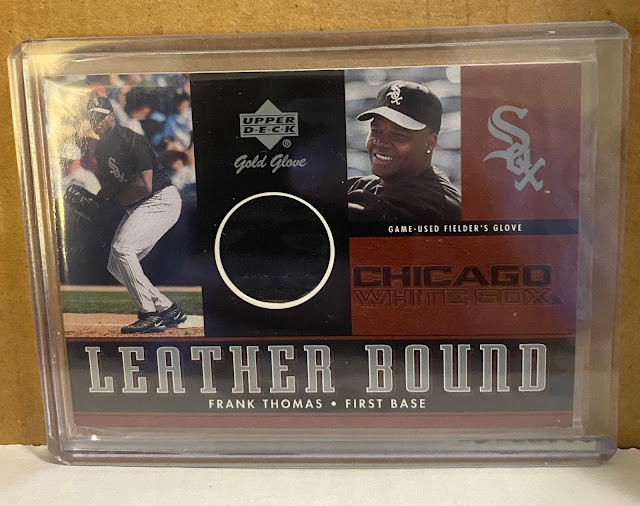 UPPER
DECK
®
Gold Glove
Sox
GAME-USED FIELDER'S GLOVE
CHICAGO
WHITE SOX
LEATHER BOUND
FRANK THOMAS • FIRST BASE